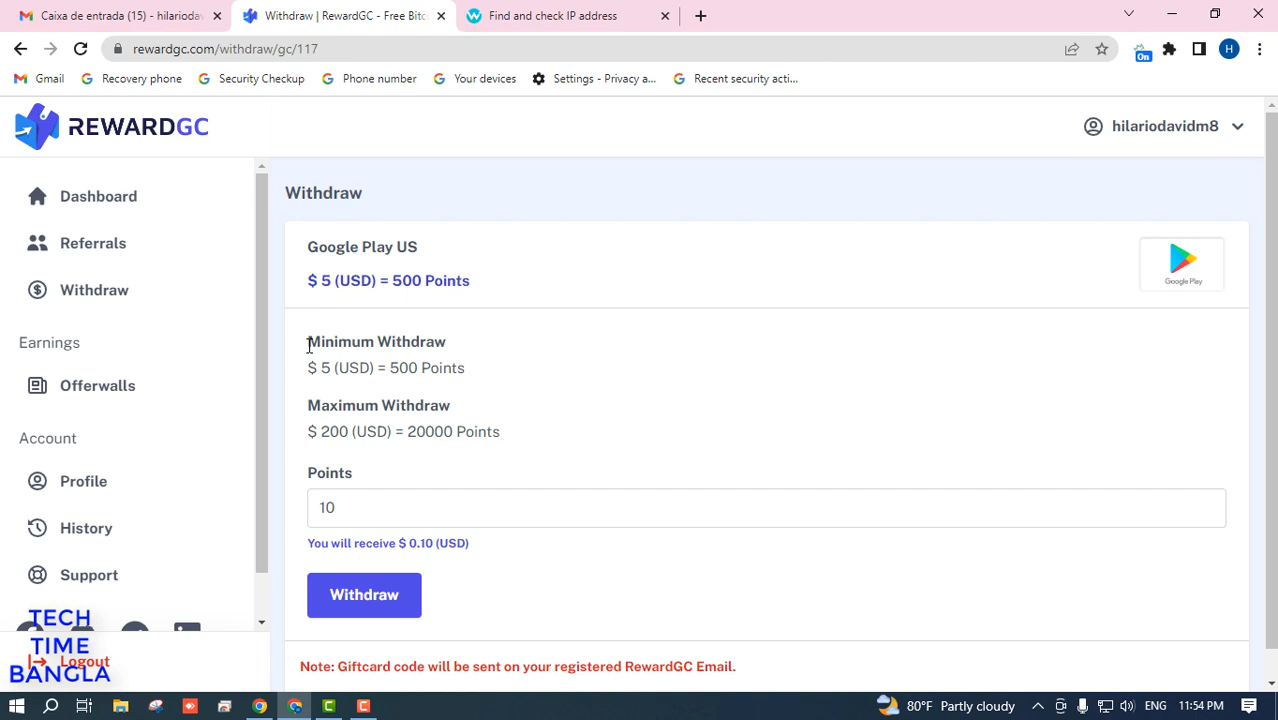 Caixa de entrada (15) - hilariodav
Withdraw | RewardGC - Free Bitc
Find and check IP address
rewardgc.com/withdraw/gc/117
On
H
Gmail
Recovery phone
Security Checkup
Phone number
Your devices
Settings - Privacy a...
Recent security acti...
REWARDGC
hilariodavidm8
Dashboard
Referrals
Withdraw
Earnings
Offerwalls
Account
Profile
History
Support
Logout
TECH
TIME
BANGLA
Withdraw
Google Play US
$ 5 (USD) = 500 Points
Google Play
Minimum Withdraw
$ 5 (USD) = 500 Points
Maximum Withdraw
$ 200 (USD) = 20000 Points
Points
10
You will receive $ 0.10 (USD)
Withdraw
Note: Giftcard code will be sent on your registered RewardGC Email.
80°F Partly cloudy
ENG
11:54 PM